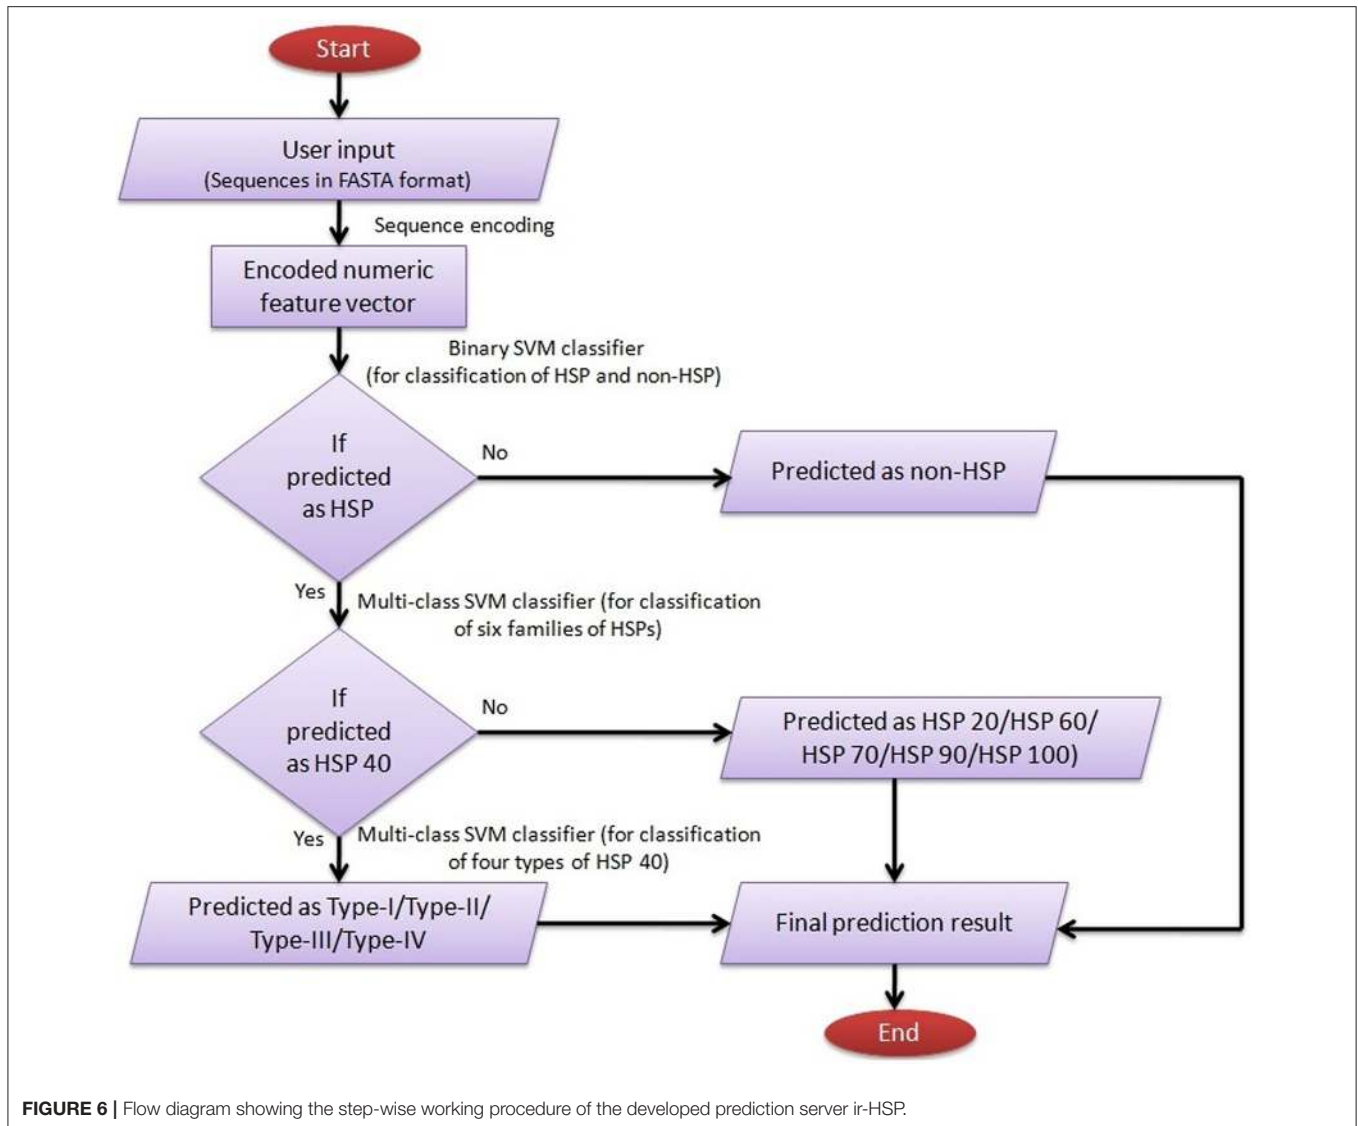 Start
User input
(Sequences in FASTA format)
Sequence encoding
Encoded numeric
feature vector
Binary SVM classifier
(for classification of HSP and non-HSP)
If
predicted
as HSP
No
Predicted as non-HSP
Yes
Multi-class SVM classifier (for classification
of six families of HSPs)
If
predicted
as HSP 40
No
Predicted as HSP 20/HSP 60/
HSP 70/HSP 90/HSP 100)
Yes
Multi-class SVM classifier (for classification
of four types of HSP 40)
Predicted as Type-I/Type-II/
Type-III/Type-IV
Final prediction result
End
FIGURE 6 | Flow diagram showing the step-wise working procedure of the developed prediction server ir-HSP.